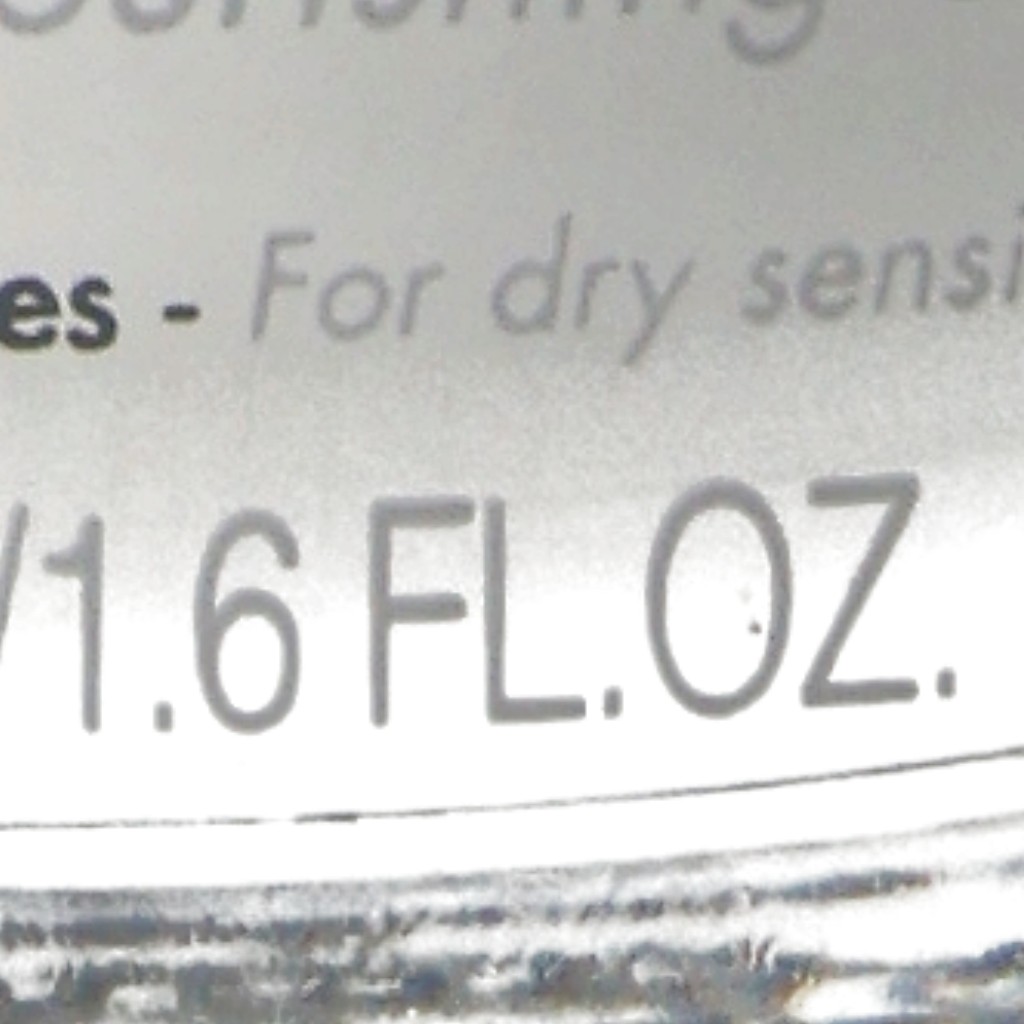 es - For dry sensi
/1.6 FL.OZ.